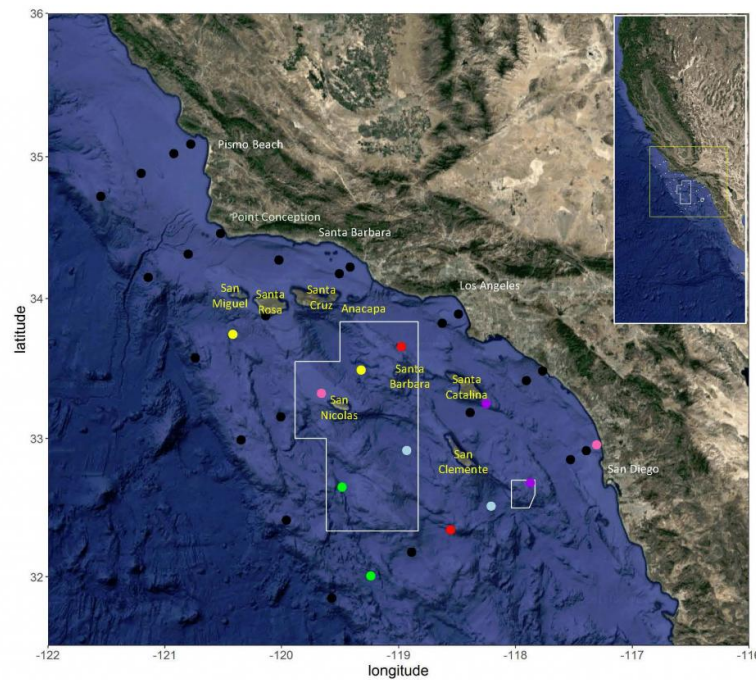 36
35
34
33
32
latitude
Pismo Beach
Point Conception
Santa Barbara
Los Angeles
San Diego
San
Miguel
Santa
Rosa
Santa
Cruz
Anacapa
Santa
Barbara
Santa
Catalina
San
Nicolas
San
Clemente
-122
-121
-120
-119
-118
-117
-116
longitude